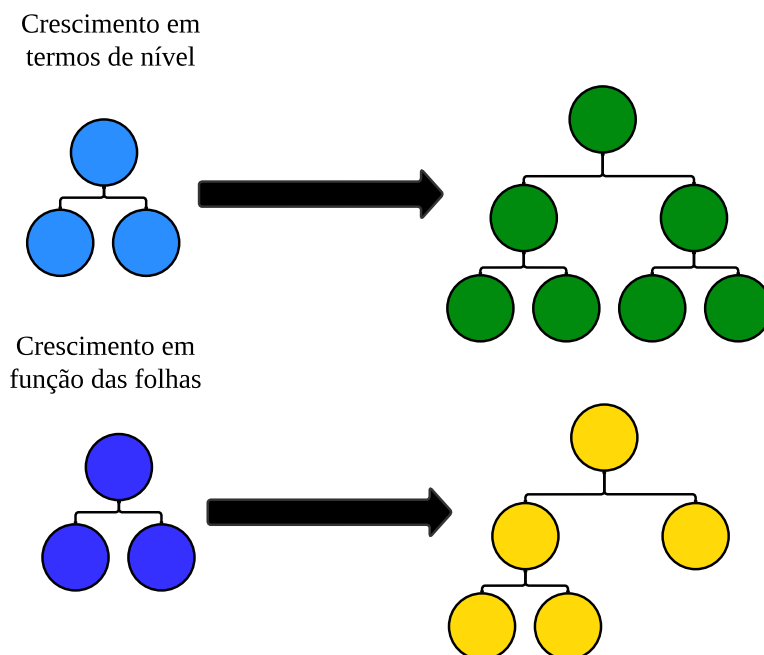 Crescimento em
termos de nível
Crescimento em
função das folhas